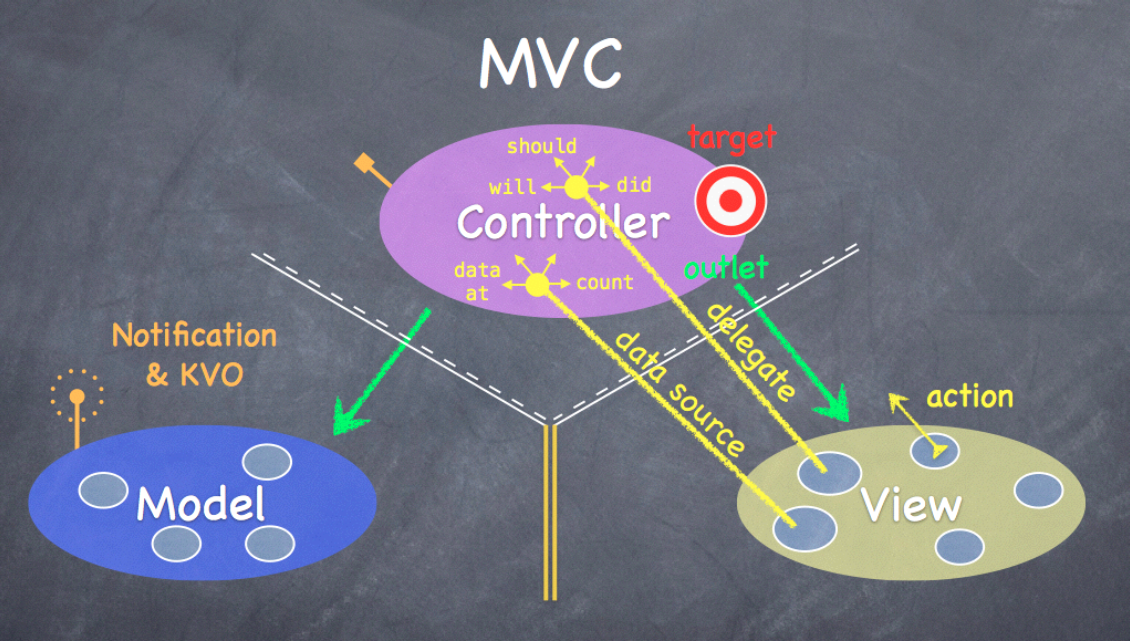 MVC
target
should
will
did
Controller
outlet
data
at
count
delegate
data source
Notification
& KVO
action
Model
View